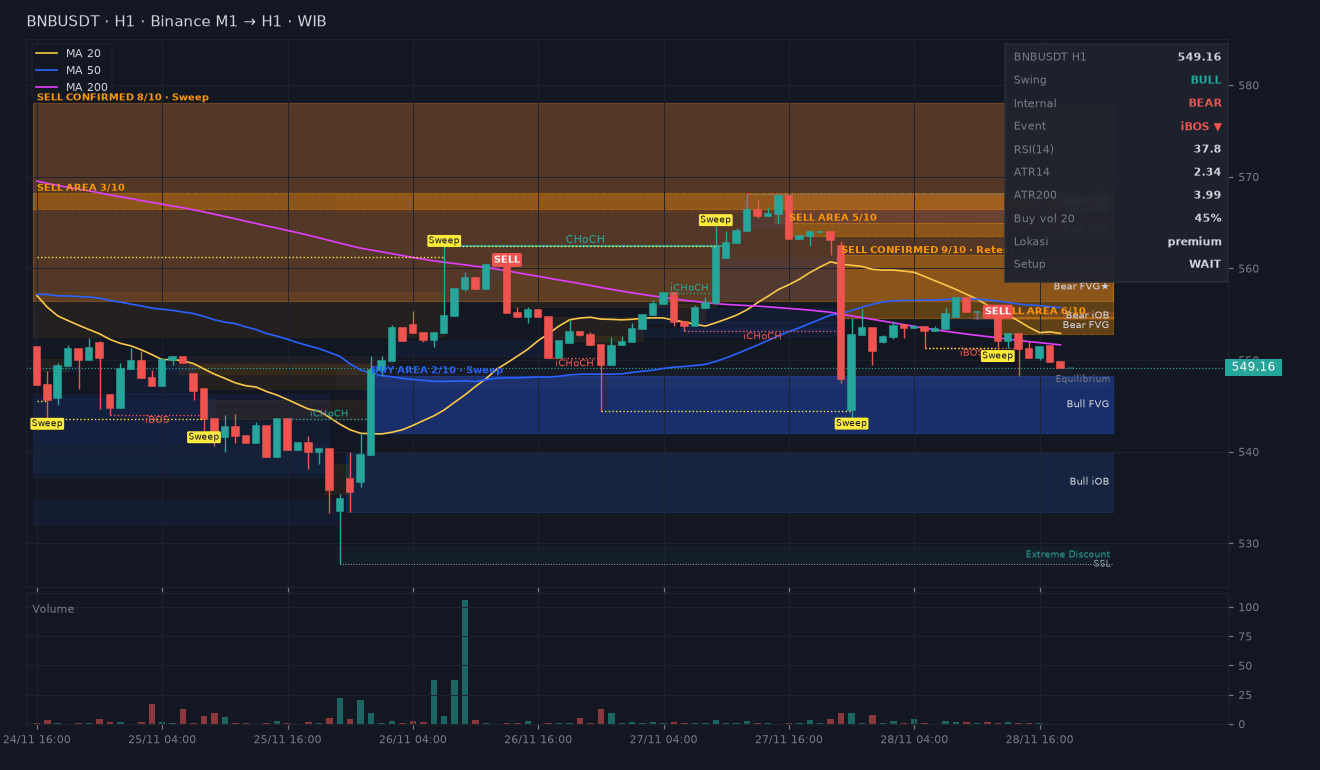 BNBUSDT · H1 · Binance M1 → H1 · WIB
MA 20
MA 50
MA 200
SELL CONFIRMED 8/10 · Sweep
SELL AREA 3/10
BNBUSDT H1 549.16
Swing BULL
Internal BEAR
Event iBOS ▼
RSI(14) 37.8
ATR14 2.34
ATR200 3.99
Buy vol 20 45%
Lokasi premium
Setup WAIT
580
570
560
549.16
540
530
Sweep
CHoCH
SELL
Sweep
SELL AREA 5/10
SELL CONFIRMED 9/10 · Retes
iCHoCH
Bear FVG★
SELL
LL AREA 6/10
Bear iOB
Bear FVG
iCHoCH
iBOS
Sweep
iCHoCH
BUY AREA 2/10 · Sweep
Equilibrium
Bull FVG
iCHoCH
Sweep
iBOS
Sweep
Sweep
Bull iOB
Extreme Discount
SSL
Volume
100
75
50
25
0
24/11 16:00
25/11 04:00
25/11 16:00
26/11 04:00
26/11 16:00
27/11 04:00
27/11 16:00
28/11 04:00
28/11 16:00